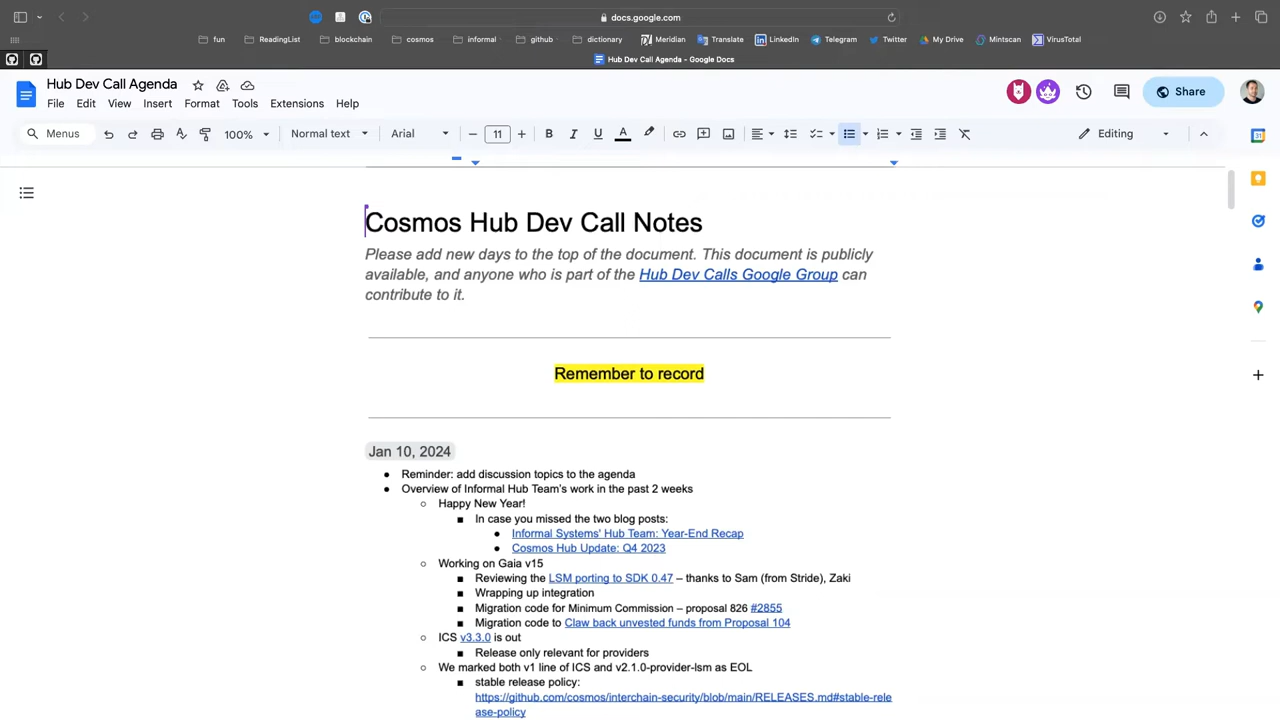 docs.google.com
fun ReadingList blockchain cosmos informal github dictionary Meridian Translate LinkedIn Telegram Twitter My Drive Mintscan VirusTotal
Hub Dev Call Agenda - Google Docs
Hub Dev Call Agenda
File Edit View Insert Format Tools Extensions Help
Share
Menus 100% Normal text Arial 11 B I U A Editing
Cosmos Hub Dev Call Notes
Please add new days to the top of the document. This document is publicly
available, and anyone who is part of the Hub Dev Calls Google Group can
contribute to it.
Remember to record
Jan 10, 2024
Reminder: add discussion topics to the agenda
Overview of Informal Hub Team's work in the past 2 weeks
Happy New Year!
In case you missed the two blog posts:
Informal Systems' Hub Team: Year-End Recap
Cosmos Hub Update: Q4 2023
Working on Gaia v15
Reviewing the LSM porting to SDK 0.47 – thanks to Sam (from Stride), Zaki
Wrapping up integration
Migration code for Minimum Commission – proposal 826 #2855
Migration code to Claw back unvested funds from Proposal 104
ICS v3.3.0 is out
Release only relevant for providers
We marked both v1 line of ICS and v2.1.0-provider-lsm as EOL
stable release policy:
https://github.com/cosmos/interchain-security/blob/main/RELEASES.md#stable-rele
ase-policy